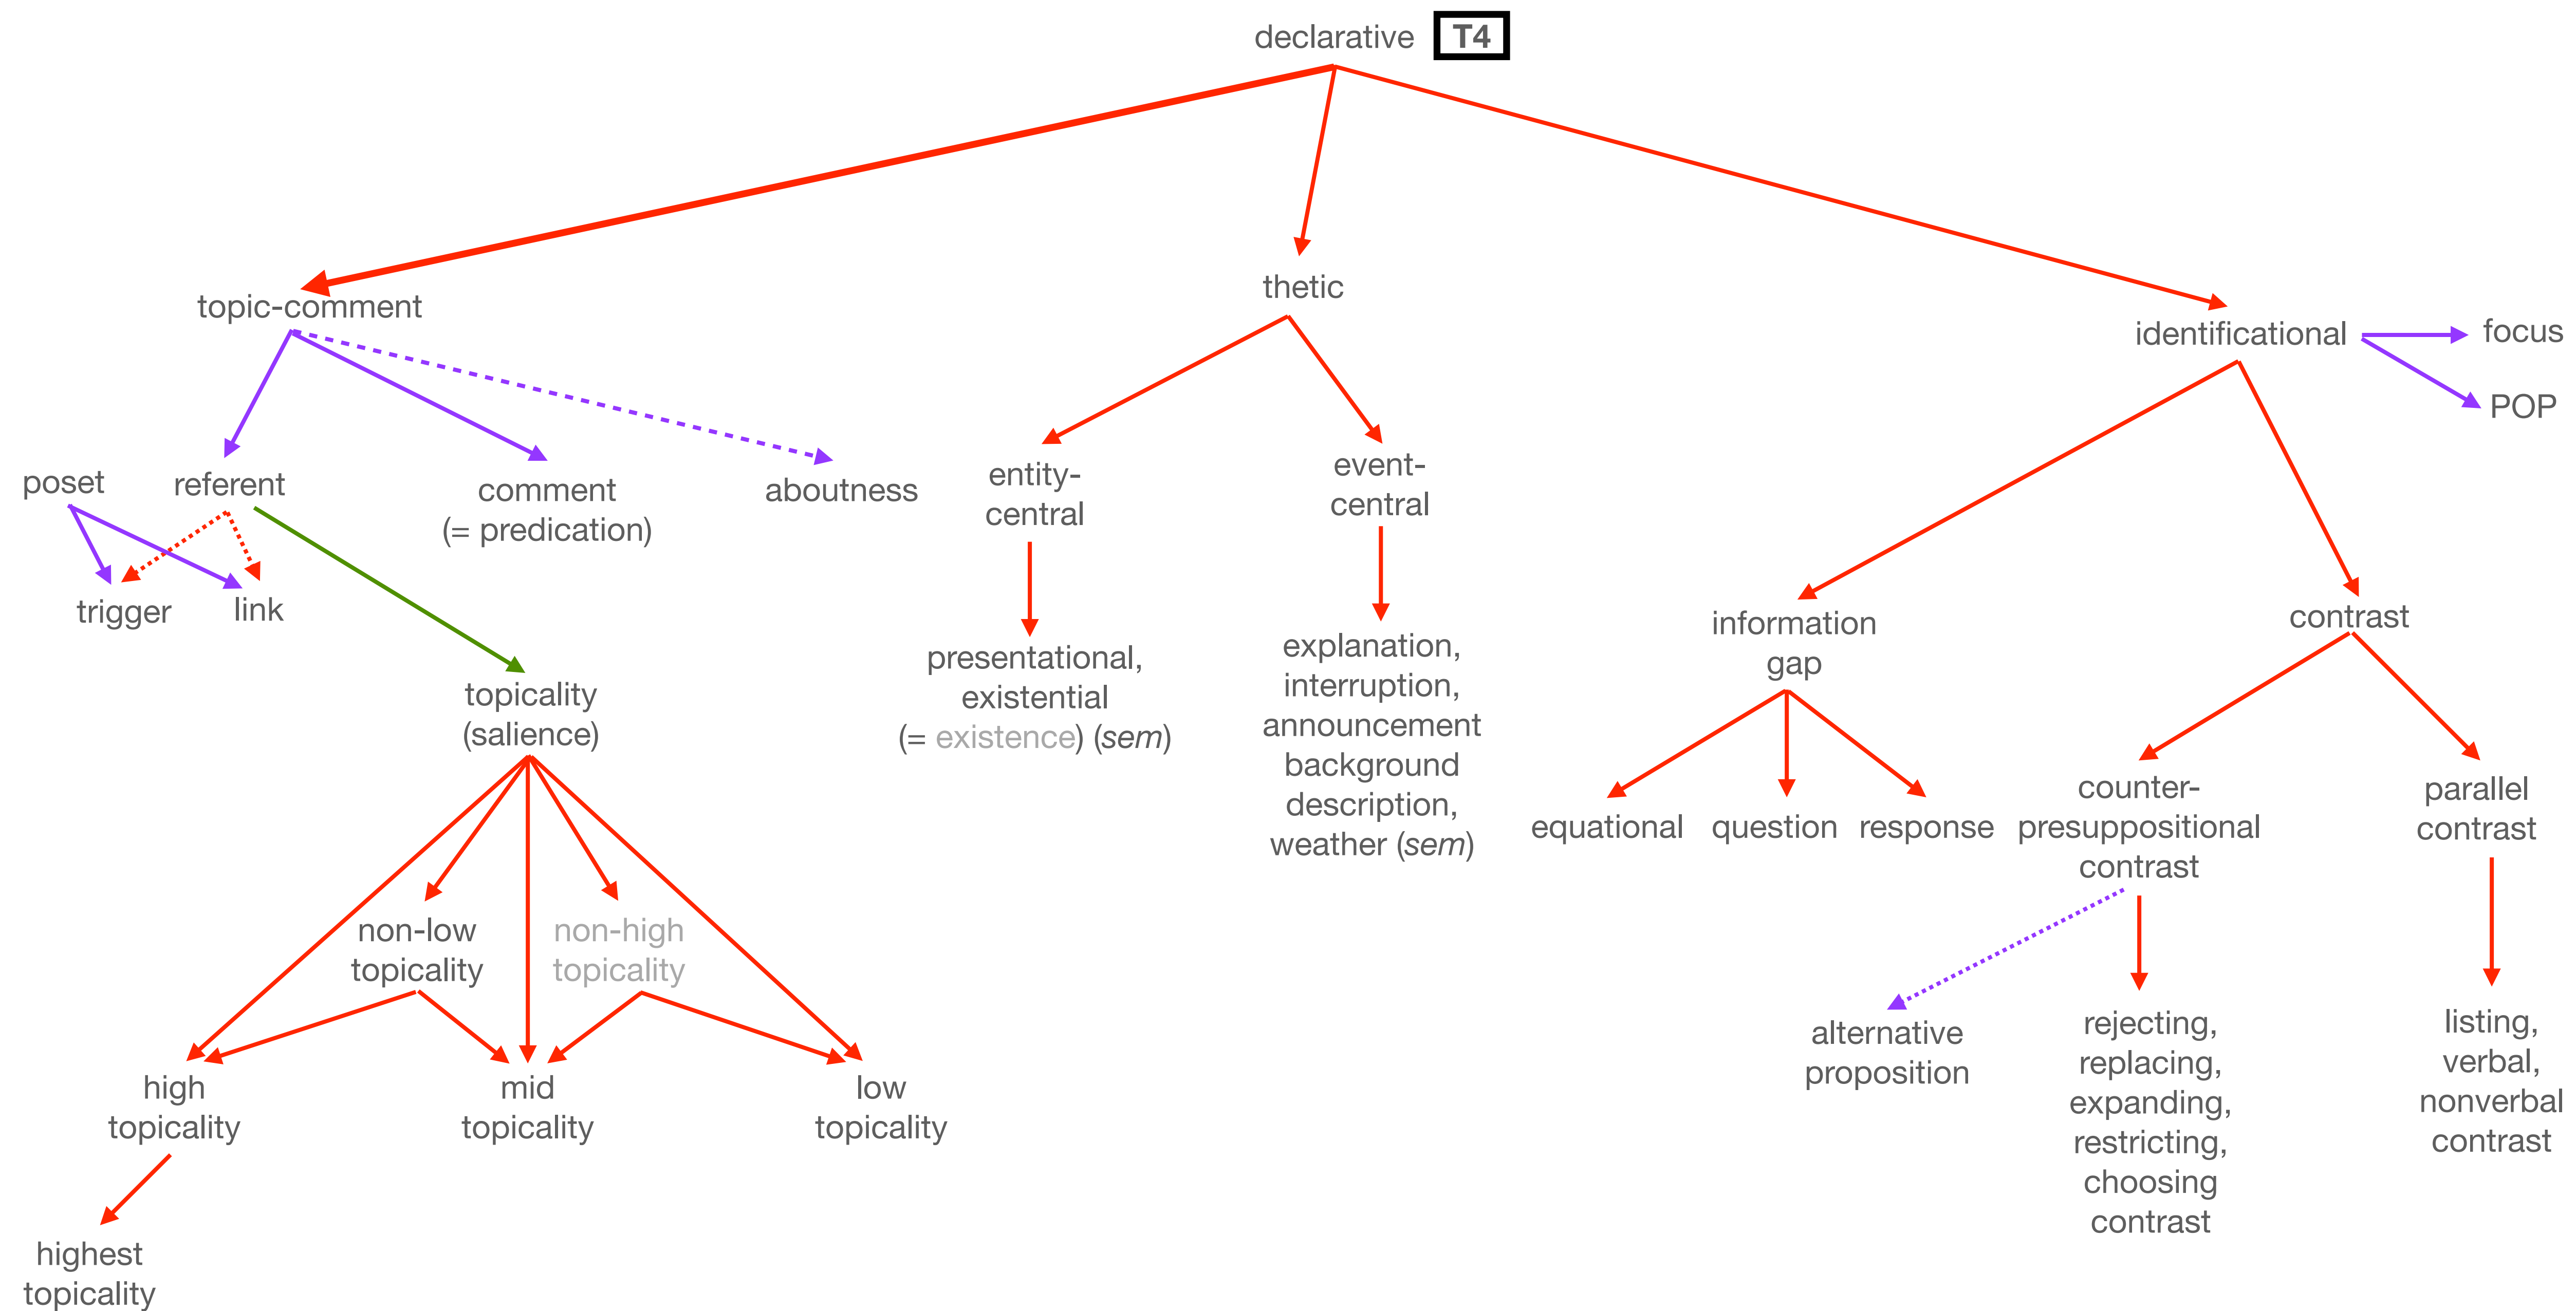 declarative T4
topic-comment
thetic
identificational
focus
POP
poset
referent
comment
(= predication)
aboutness
entity-
central
event-
central
trigger
link
information
gap
contrast
topicality
(salience)
presentational,
existential
(= existence) (sem)
explanation,
interruption,
announcement
background
description,
weather (sem)
equational
question
response
counter-
presuppositional
contrast
parallel
contrast
non-low
topicality
non-high
topicality
alternative
proposition
rejecting,
replacing,
expanding,
restricting,
choosing
contrast
listing,
verbal,
nonverbal
contrast
high
topicality
mid
topicality
low
topicality
highest
topicality